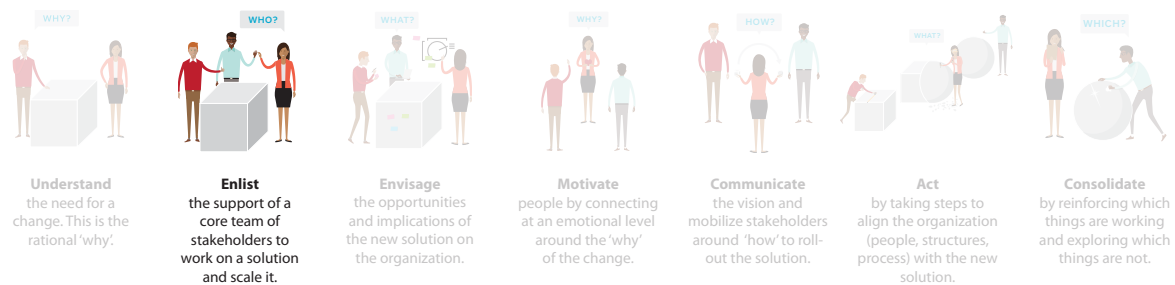 WHY?
WHO?
WHAT?
WHY?
HOW?
WHAT?
WHICH?
Understand
the need for a
change. This is the
rational ‘why’.
Enlist
the support of a
core team of
stakeholders to
work on a solution
and scale it.
Envisage
the opportunities
and implications of
the new solution on
the organization.
Motivate
people by connecting
at an emotional level
around the ‘why’
of the change.
Communicate
the vision and
mobilize stakeholders
around ‘how’ to roll-
out the solution.
Act
by taking steps to
align the organization
(people, structures,
process) with the new
solution.
Consolidate
by reinforcing which
things are working
and exploring which
things are not.